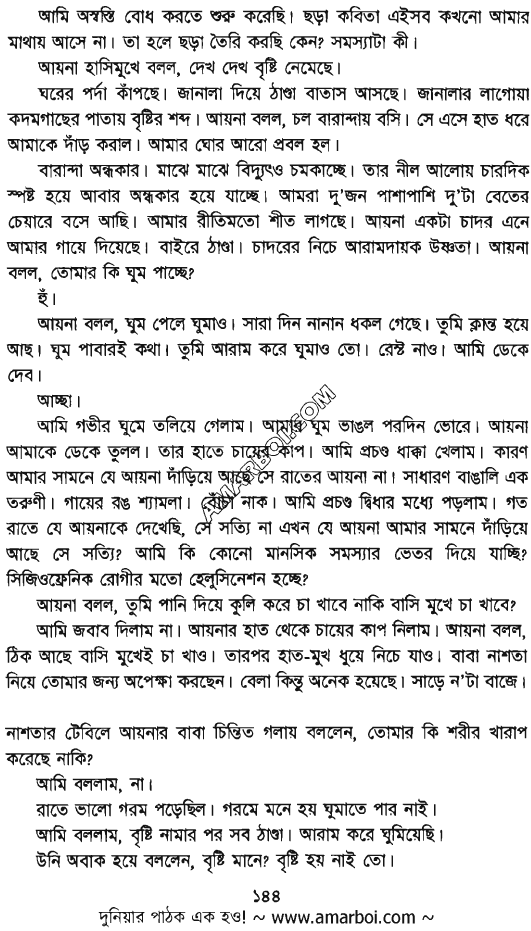 আমি অস্বস্তি বোধ করতে শুরু করেছি। ছড়া কবিতা এইসব কখনো আমার
মাথায় আসে না। তা হলে ছড়া তৈরি করছি কেন? সমস্যাটা কী।
আয়না হাসিমুখে বলল, দেখ দেখ বৃষ্টি নেমেছে।
ঘরের পর্দা কাঁপছে। জানালা দিয়ে ঠাণ্ডা বাতাস আসছে। জানালার লাগোয়া
কদমগাছের পাতায় বৃষ্টির শব্দ। আয়না বলল, চল বারান্দায় বসি। সে এসে হাত ধরে
আমাকে দাঁড় করাল। আমার ঘোর আরো প্রবল হল।
বারান্দা অন্ধকার। মাঝে মাঝে বিদ্যুৎও চমকাচ্ছে। তার নীল আলোয় চারদিক
স্পষ্ট হয়ে আবার অন্ধকার হয়ে যাচ্ছে। আমরা দু'জন পাশাপাশি দু'টা বেতের
চেয়ারে বসে আছি। আমার রীতিমতো শীত লাগছে। আয়না একটা চাদর এনে
আমার গায়ে দিয়েছে। বাইরে ঠাণ্ডা। চাদরের নিচে আরামদায়ক উষ্ণতা। আয়না
বলল, তোমার কি ঘুম পাচ্ছে?
হুঁ।
আয়না বলল, ঘুম পেলে ঘুমাও। সারা দিন নানান ধকল গেছে। তুমি ক্লান্ত হয়ে
আছ। ঘুম পাবারই কথা। তুমি আরাম করে ঘুমাও তো। রেস্ট নাও। আমি ডেকে
দেব।
আচ্ছা।
আমি গভীর ঘুমে তলিয়ে গেলাম। আমার ঘুম ভাঙল পরদিন ভোরে। আয়না
আমাকে ডেকে তুলল। তার হাতে চায়ের কাপ। আমি প্রচণ্ড ধাক্কা খেলাম। কারণ
আমার সামনে যে আয়না দাঁড়িয়ে আছে সে রাতের আয়না না। সাধারণ বাঙালি এক
তরুণী। গায়ের রঙ শ্যামলা। বোঁচা নাক। আমি প্রচণ্ড দ্বিধার মধ্যে পড়লাম। গত
রাতে যে আয়নাকে দেখেছি, সে সত্যি না এখন যে আয়না আমার সামনে দাঁড়িয়ে
আছে সে সত্যি? আমি কি কোনো মানসিক সমস্যার ভেতর দিয়ে যাচ্ছি?
সিজিওফ্রেনিক রোগীর মতো হেলুসিনেশন হচ্ছে?
আয়না বলল, তুমি পানি দিয়ে কুলি করে চা খাবে নাকি বাসি মুখে চা খাবে?
আমি জবাব দিলাম না। আয়নার হাত থেকে চায়ের কাপ নিলাম। আয়না বলল,
ঠিক আছে বাসি মুখেই চা খাও। তারপর হাত-মুখ ধুয়ে নিচে যাও। বাবা নাশতা
নিয়ে তোমার জন্য অপেক্ষা করছেন। বেলা কিন্তু অনেক হয়েছে। সাড়ে ন'টা বাজে।
নাশতার টেবিলে আয়নার বাবা চিন্তিত গলায় বললেন, তোমার কি শরীর খারাপ
করেছে নাকি?
আমি বললাম, না।
রাতে ভালো গরম পড়েছিল। গরমে মনে হয় ঘুমাতে পার নাই।
আমি বললাম, বৃষ্টি নামার পর সব ঠাণ্ডা। আরাম করে ঘুমিয়েছি।
উনি অবাক হয়ে বললেন, বৃষ্টি মানে? বৃষ্টি হয় নাই তো।
১৪৪
দুনিয়ার পাঠক এক হও! ~ www.amarboi.com ~
AMARBOI.COM